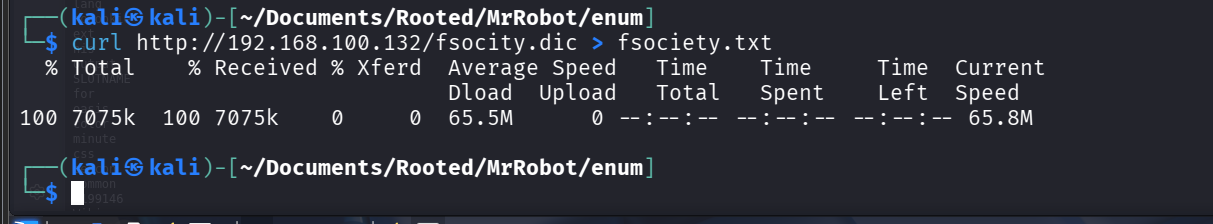 ┌──(kali㉿kali)-[~/Documents/Rooted/MrRobot/enum]
└─$ curl http://192.168.100.132/fsocity.dic > fsociety.txt
  % Total    % Received % Xferd  Average Speed   Time    Time     Time  Current
                                 Dload  Upload   Total   Spent    Left  Speed
100 7075k  100 7075k    0     0  65.5M      0 --:--:-- --:--:-- --:--:-- 65.8M
┌──(kali㉿kali)-[~/Documents/Rooted/MrRobot/enum]
└─$